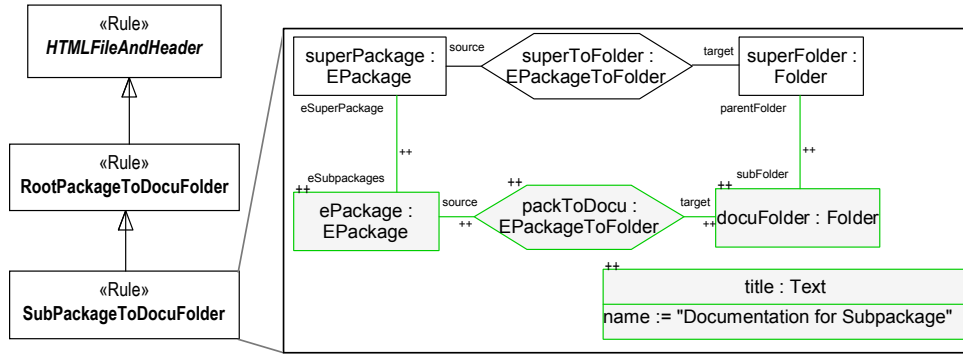 «Rule»
HTMLFileAndHeader
«Rule»
RootPackageToDocuFolder
«Rule»
SubPackageToDocuFolder
superPackage :
EPackage
source
superToFolder :
EPackageToFolder
target
superFolder :
Folder
eSuperPackage
parentFolder
++
++
eSubpackages
subFolder
++
ePackage :
EPackage
source
++
++
packToDocu :
EPackageToFolder
target
++
++
docuFolder : Folder
++
title : Text
name := "Documentation for Subpackage"